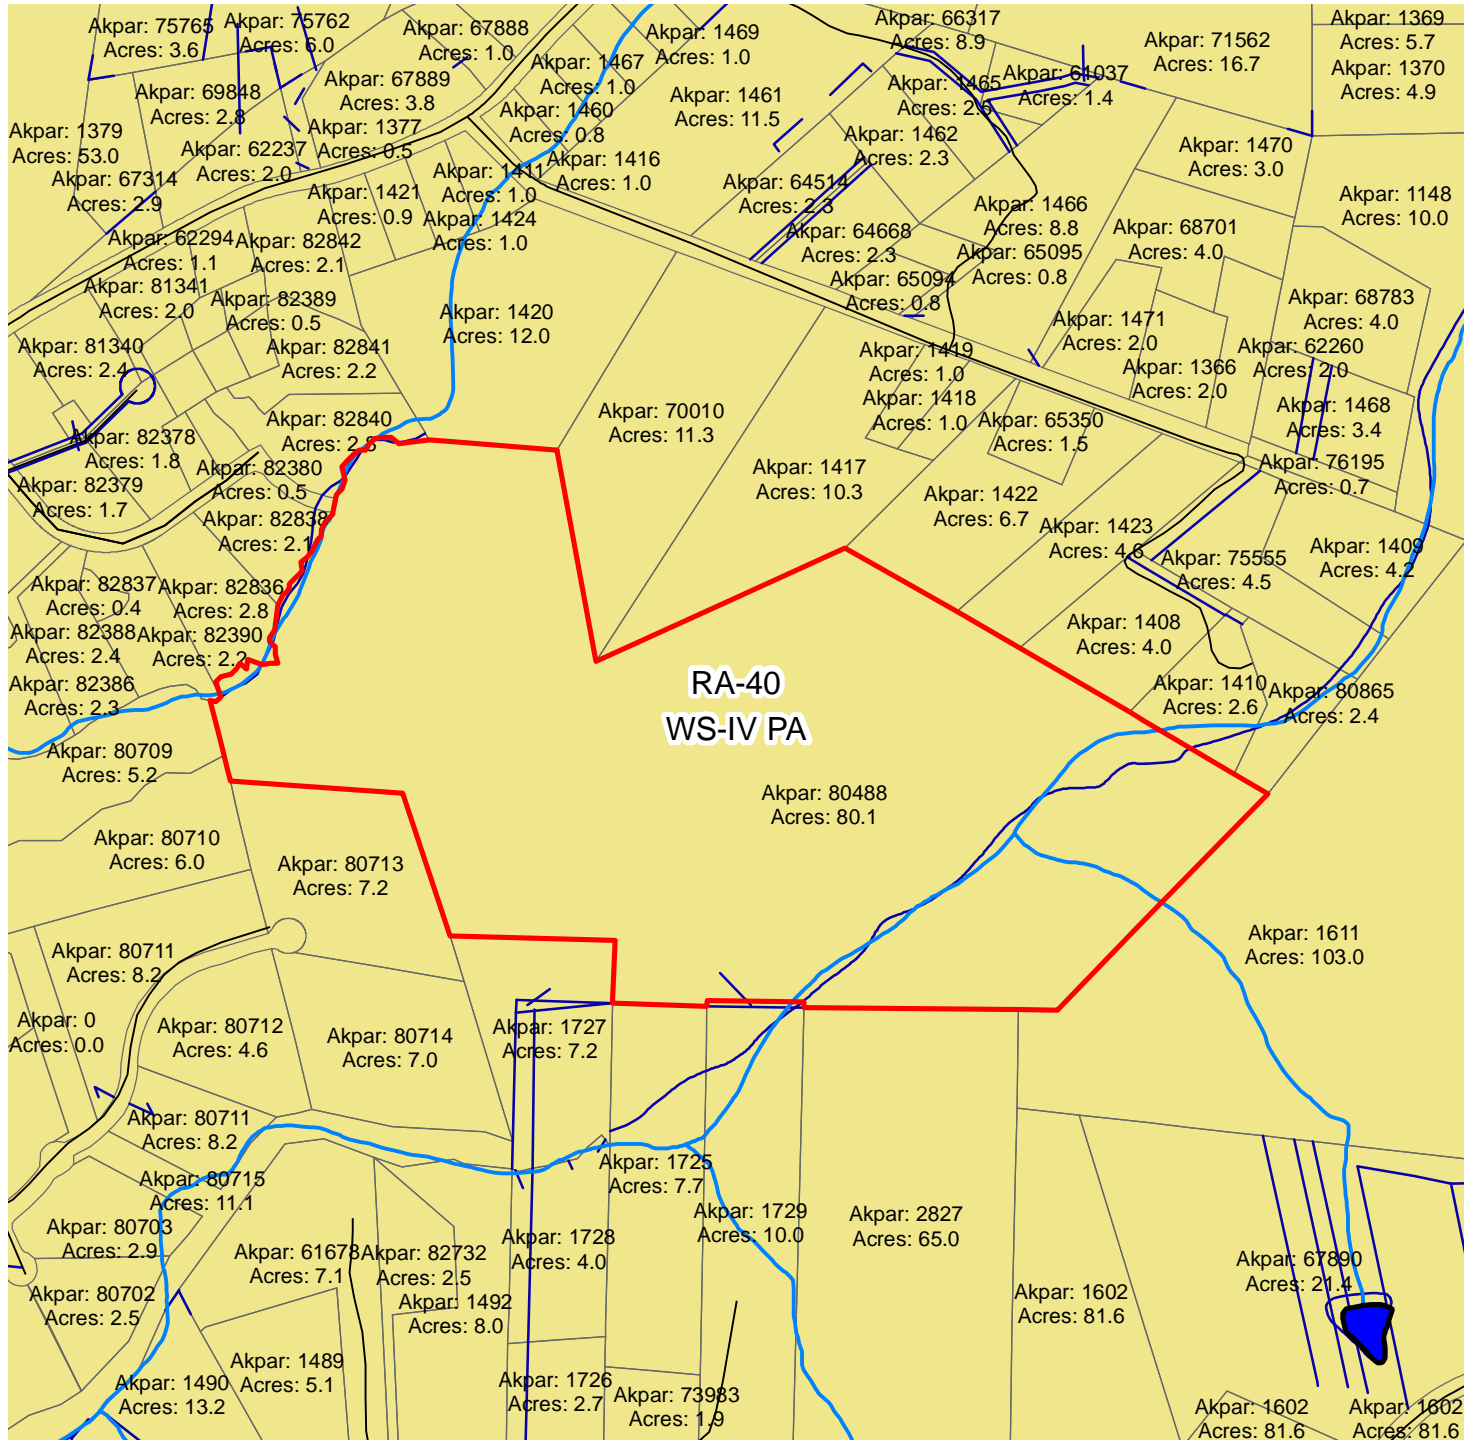 Akpar: 75765
Acres: 3.6
Akpar: 75762
Acres: 6.0
Akpar: 67888
Acres: 1.0
Akpar: 1469
Acres: 1.0
Akpar: 66317
Acres: 8.9
Akpar: 71562
Acres: 16.7
Akpar: 1369
Acres: 5.7
Akpar: 1370
Acres: 4.9
Akpar: 69848
Acres: 2.8
Akpar: 67889
Acres: 3.8
Akpar: 1467
Acres: 1.0
Akpar: 1461
Acres: 11.5
Akpar: 1465
Acres: 2.6
Akpar: 61037
Acres: 1.4
Akpar: 1379
Acres: 53.0
Akpar: 62237
Acres: 2.0
Akpar: 1377
Acres: 0.5
Akpar: 1460
Acres: 0.8
Akpar: 1462
Acres: 2.3
Akpar: 1470
Acres: 3.0
Akpar: 67314
Acres: 2.9
Akpar: 1421
Acres: 0.9
Akpar: 1411
Acres: 1.0
Akpar: 1416
Acres: 1.0
Akpar: 64514
Acres: 2.3
Akpar: 1148
Acres: 10.0
Akpar: 62294
Acres: 1.1
Akpar: 82842
Acres: 2.1
Akpar: 1424
Acres: 1.0
Akpar: 64668
Acres: 2.3
Akpar: 1466
Acres: 8.8
Akpar: 68701
Acres: 4.0
Akpar: 81341
Acres: 2.0
Akpar: 82389
Acres: 0.5
Akpar: 65094
Acres: 0.8
Akpar: 65095
Acres: 0.8
Akpar: 68783
Acres: 4.0
Akpar: 81340
Acres: 2.4
Akpar: 82841
Acres: 2.2
Akpar: 1420
Acres: 12.0
Akpar: 1419
Acres: 1.0
Akpar: 1471
Acres: 2.0
Akpar: 1366
Acres: 2.0
Akpar: 62260
Acres: 2.0
Akpar: 82378
Acres: 1.8
Akpar: 82840
Acres: 2.8
Akpar: 70010
Acres: 11.3
Akpar: 1418
Acres: 1.0
Akpar: 65350
Acres: 1.5
Akpar: 1468
Acres: 3.4
Akpar: 82379
Acres: 1.7
Akpar: 82380
Acres: 0.5
Akpar: 1417
Acres: 10.3
Akpar: 1422
Acres: 6.7
Akpar: 76195
Acres: 0.7
Akpar: 82838
Acres: 2.1
Akpar: 1423
Acres: 4.6
Akpar: 75555
Acres: 4.5
Akpar: 1409
Acres: 4.2
Akpar: 82837
Acres: 0.4
Akpar: 82836
Acres: 2.8
Akpar: 82388
Acres: 2.4
Akpar: 82390
Acres: 2.2
Akpar: 1408
Acres: 4.0
Akpar: 82386
Acres: 2.3
RA-40
WS-IV PA
Akpar: 1410
Acres: 2.6
Akpar: 80865
Acres: 2.4
Akpar: 80709
Acres: 5.2
Akpar: 80488
Acres: 80.1
Akpar: 80710
Acres: 6.0
Akpar: 80713
Acres: 7.2
Akpar: 80711
Acres: 8.2
Akpar: 1611
Acres: 103.0
Akpar: 0
Acres: 0.0
Akpar: 80712
Acres: 4.6
Akpar: 80714
Acres: 7.0
Akpar: 1727
Acres: 7.2
Akpar: 80711
Acres: 8.2
Akpar: 80715
Acres: 11.1
Akpar: 1725
Acres: 7.7
Akpar: 80703
Acres: 2.9
Akpar: 61678
Acres: 7.1
Akpar: 82732
Acres: 2.5
Akpar: 1728
Acres: 4.0
Akpar: 1729
Acres: 10.0
Akpar: 2827
Acres: 65.0
Akpar: 67890
Acres: 21.4
Akpar: 80702
Acres: 2.5
Akpar: 1492
Acres: 8.0
Akpar: 1602
Acres: 81.6
Akpar: 1490
Acres: 13.2
Akpar: 1489
Acres: 5.1
Akpar: 1726
Acres: 2.7
Akpar: 73983
Acres: 1.9
Akpar: 1602
Acres: 81.6
Akpar: 1602
Acres: 81.6